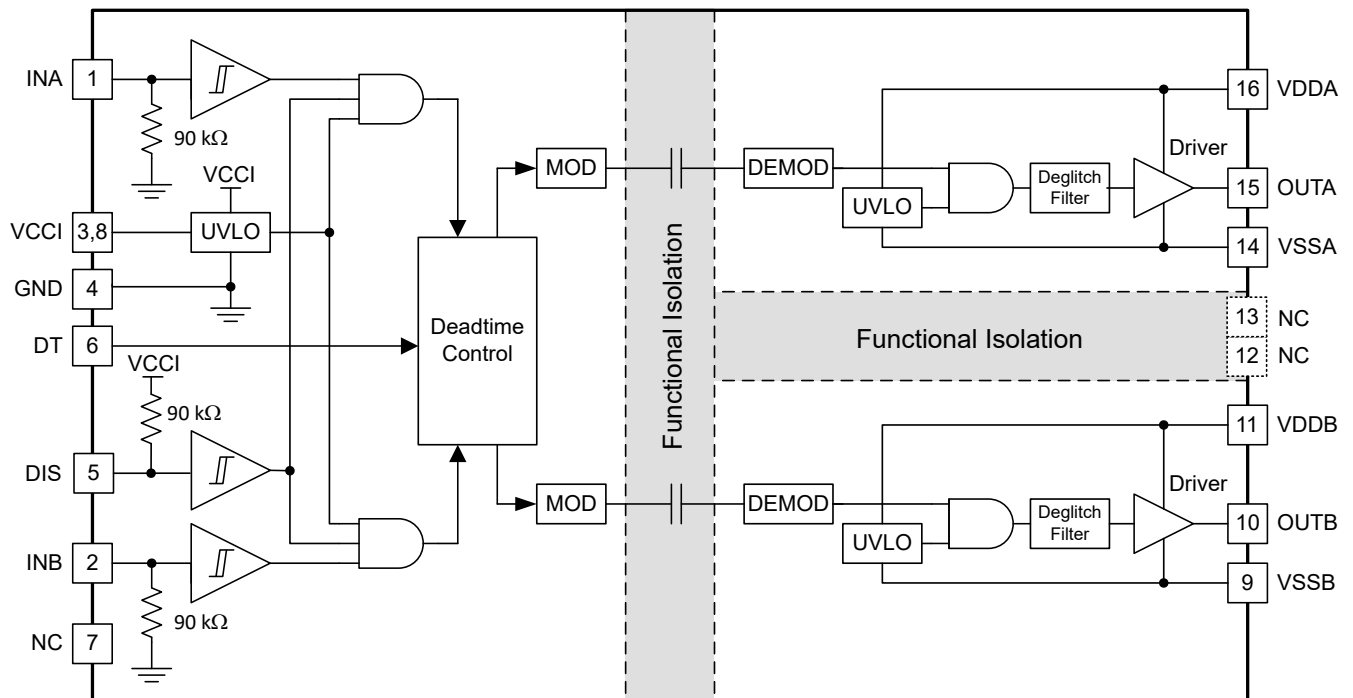 INA 1
90 kΩ
VCCI
VCCI 3,8 UVLO
GND 4
DT 6
VCCI
90 kΩ
DIS 5
INB 2
90 kΩ
NC 7
Deadtime
Control
MOD
MOD
Functional Isolation
DEMOD
UVLO
Deglitch
Filter
Driver
16 VDDA
15 OUTA
14 VSSA
Functional Isolation
13 NC
12 NC
DEMOD
UVLO
Deglitch
Filter
Driver
11 VDDB
10 OUTB
9 VSSB